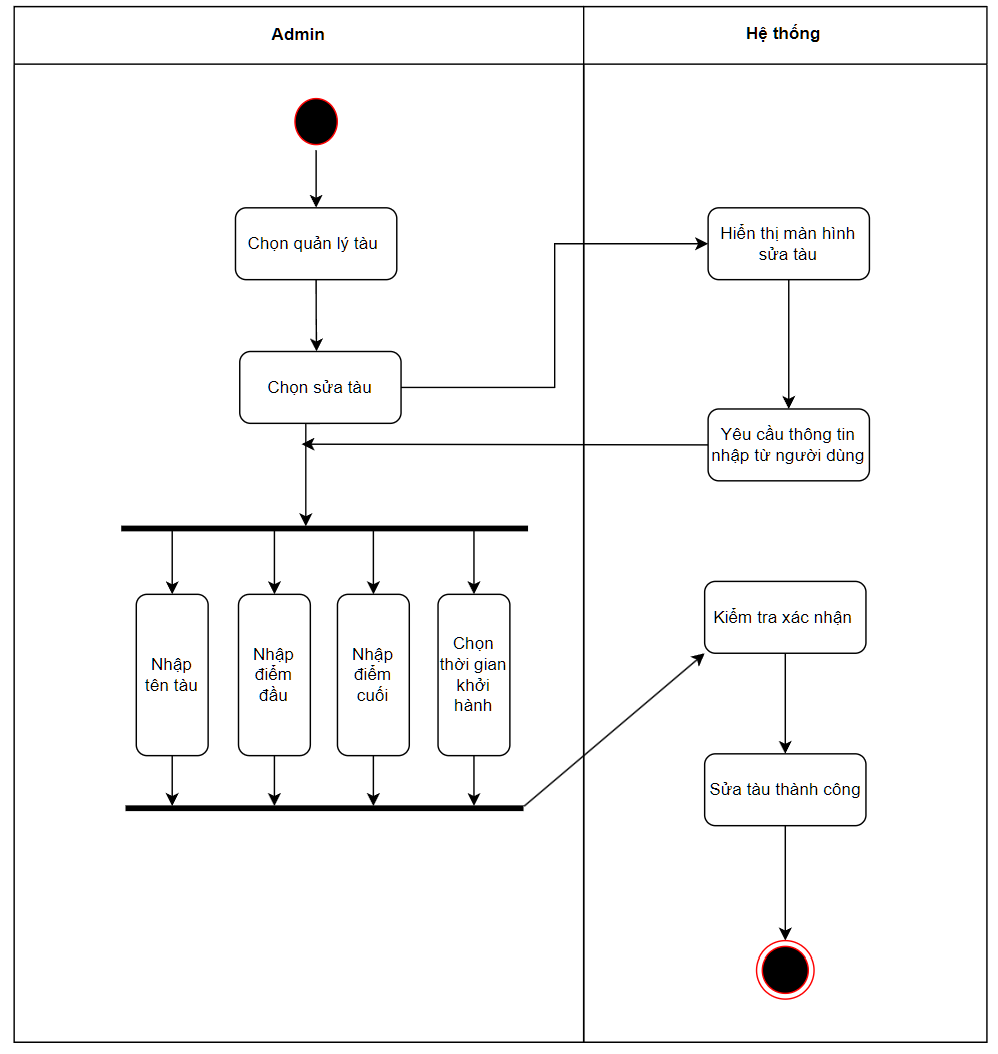 Admin
Hệ thống
Chọn quản lý tàu
Hiển thị màn hình
sửa tàu
Chọn sửa tàu
Yêu cầu thông tin
nhập từ người dùng
Nhập
tên tàu
Nhập
điểm
đầu
Nhập
điểm
cuối
Chọn
thời gian
khởi
hành
Kiểm tra xác nhận
Sửa tàu thành công